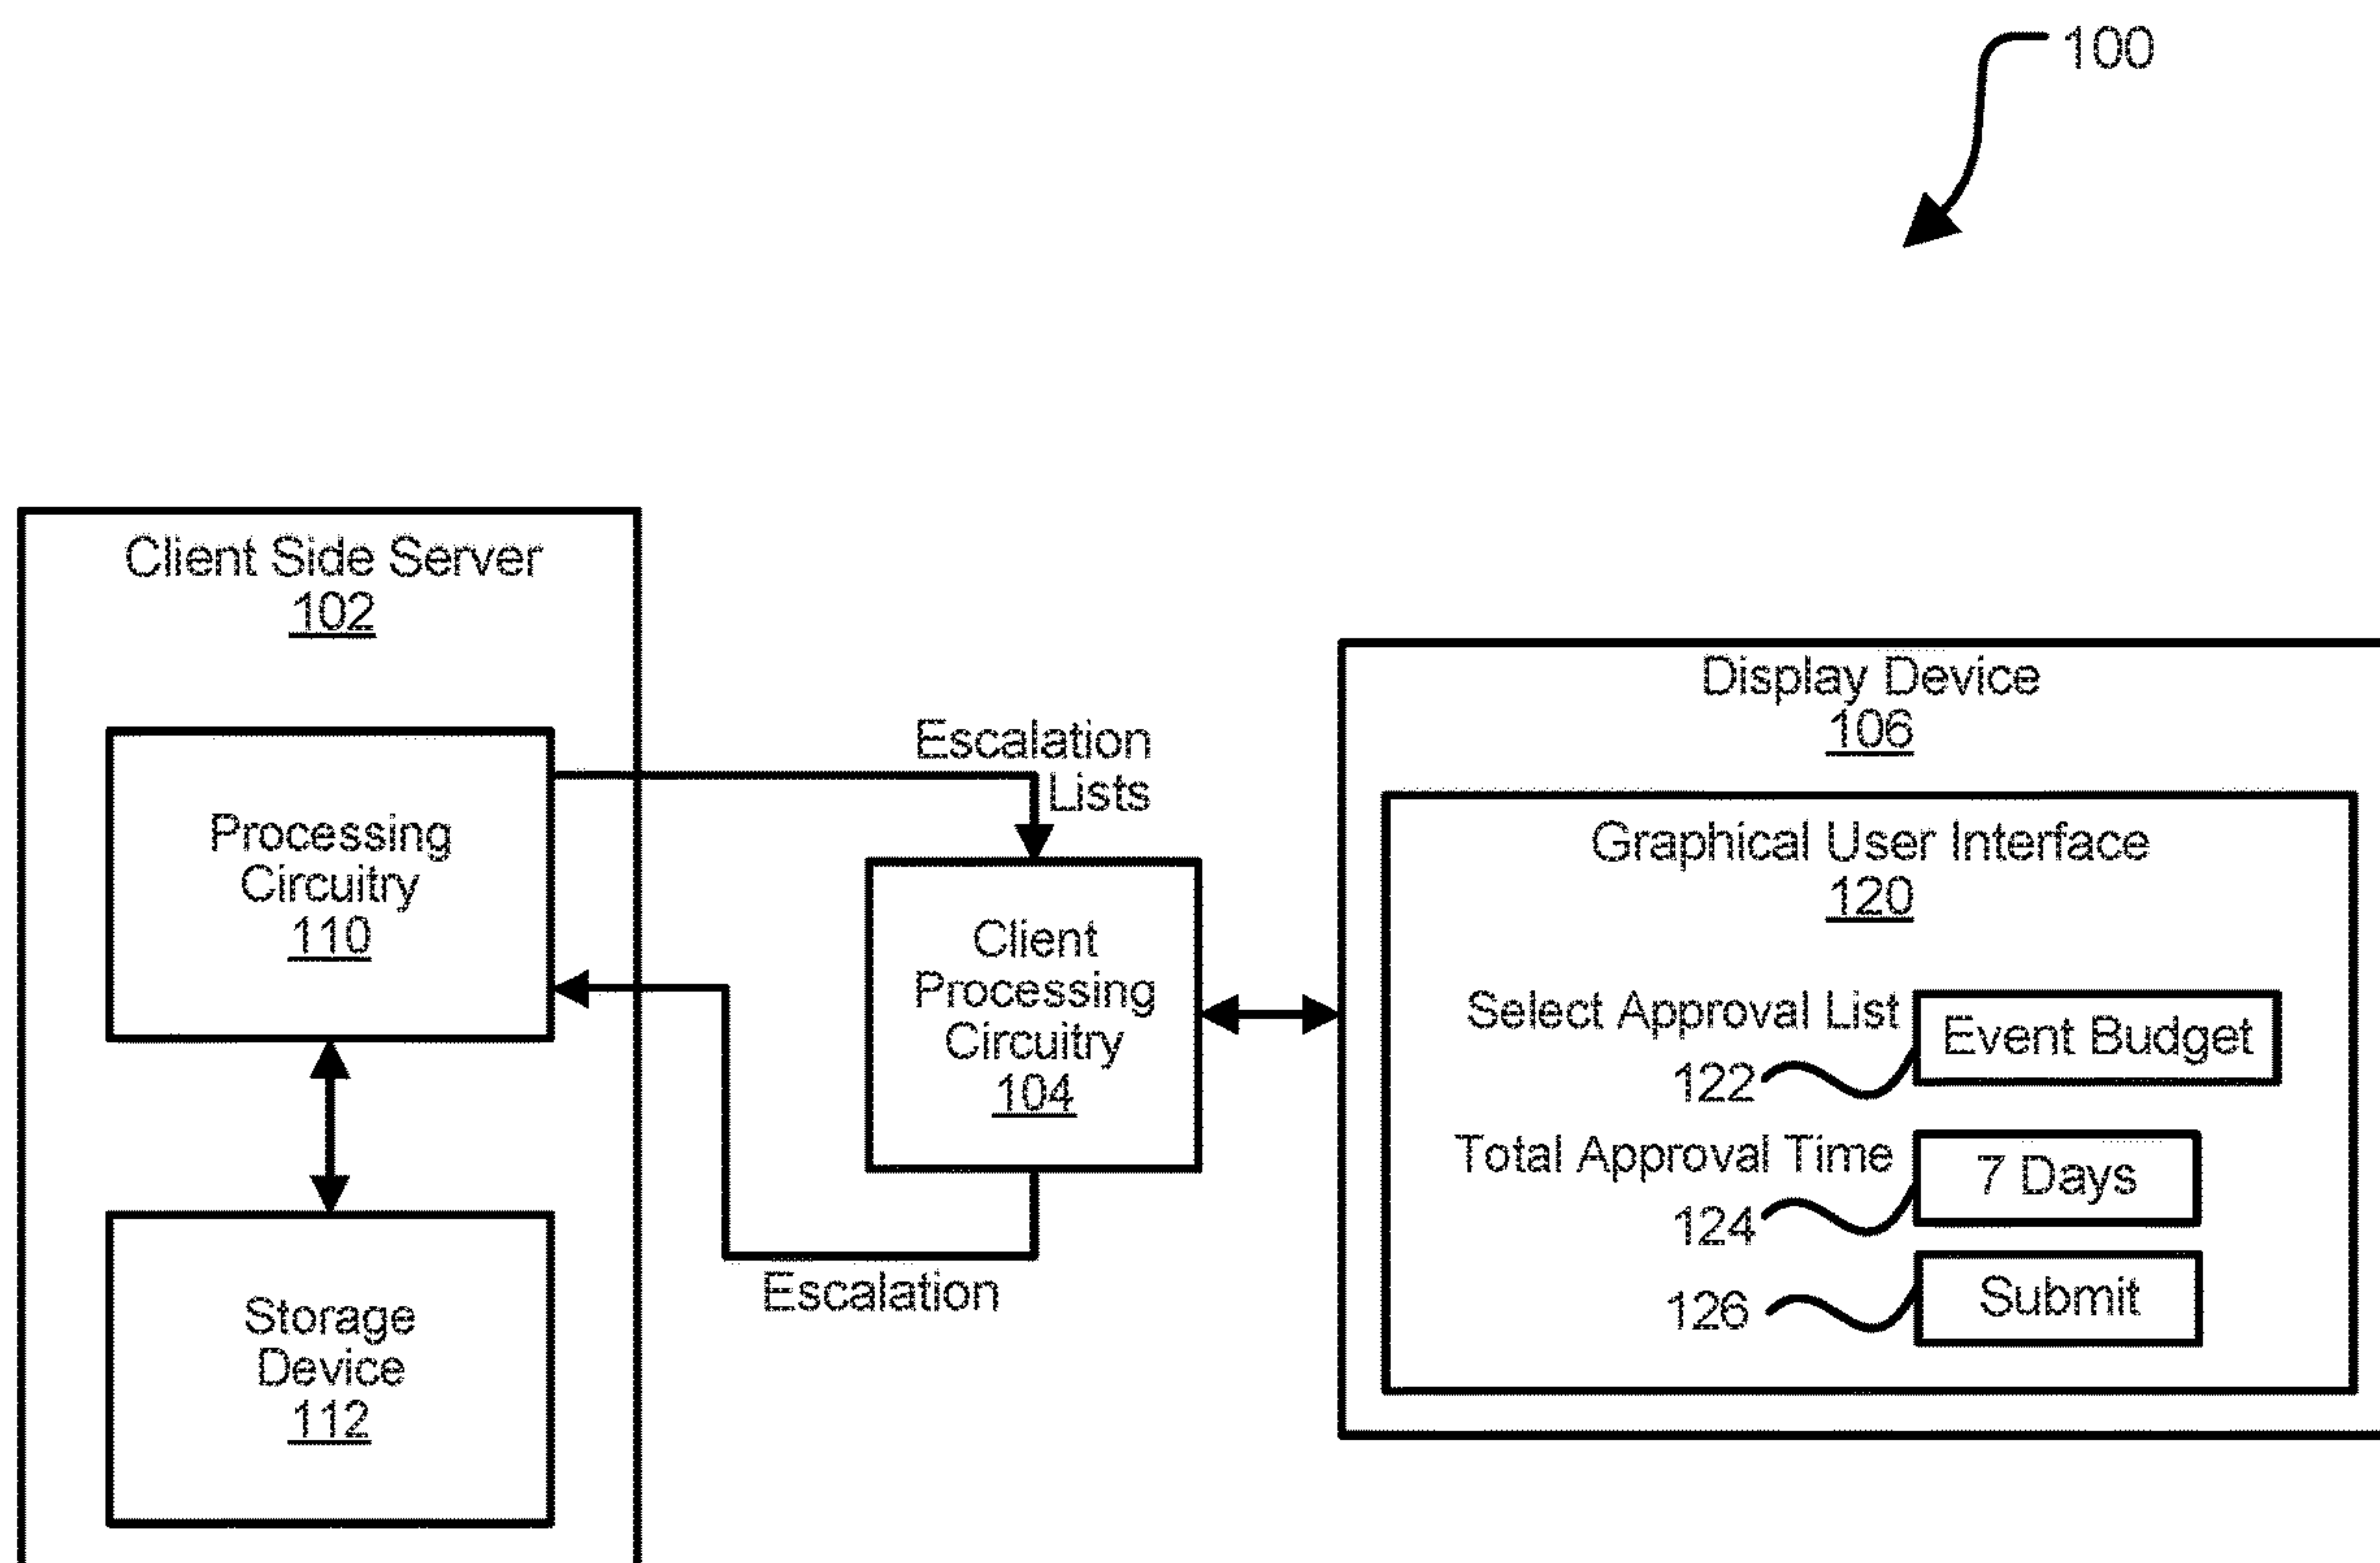 100
Client Side Server
102
Processing
Circuitry
110
Storage
Device
112
Escalation
Lists
Client
Processing
Circuitry
104
Escalation
Display Device
106
Graphical User Interface
120
Select Approval List
Event Budget
122
Total Approval Time
7 Days
124
Submit
126